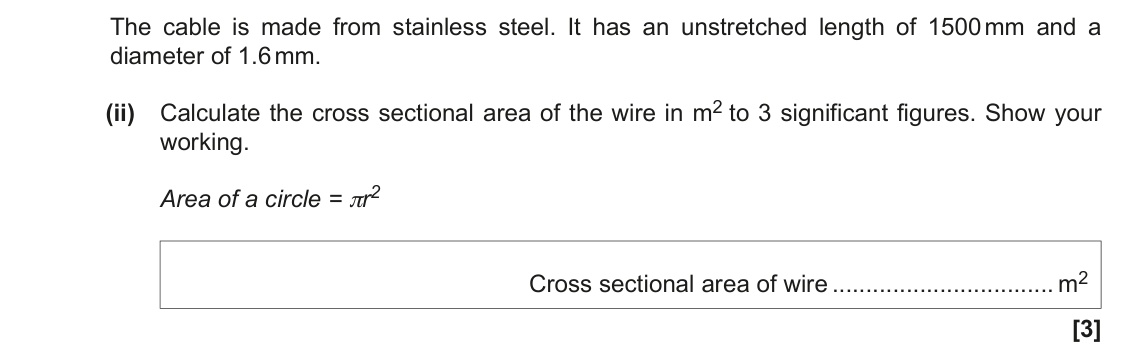 The cable is made from stainless steel. It has an unstretched length of 1500 mm and a
diameter of 1.6 mm.
(ii) Calculate the cross sectional area of the wire in m² to 3 significant figures. Show your
working.
Area of a circle = πr²
Cross sectional area of wire ................................. m²
[3]